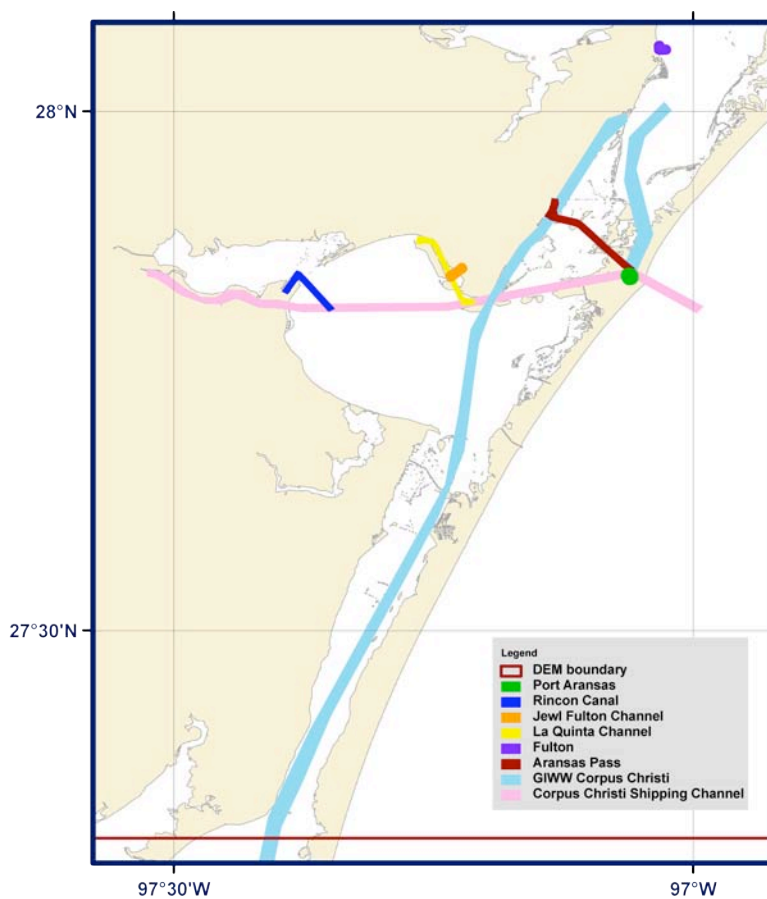 28°N
27°30'N
Legend
DEM boundary
Port Aransas
Rincon Canal
Jewl Fulton Channel
La Quinta Channel
Fulton
Aransas Pass
GIWW Corpus Christi
Corpus Christi Shipping Channel
97°30'W
97°W